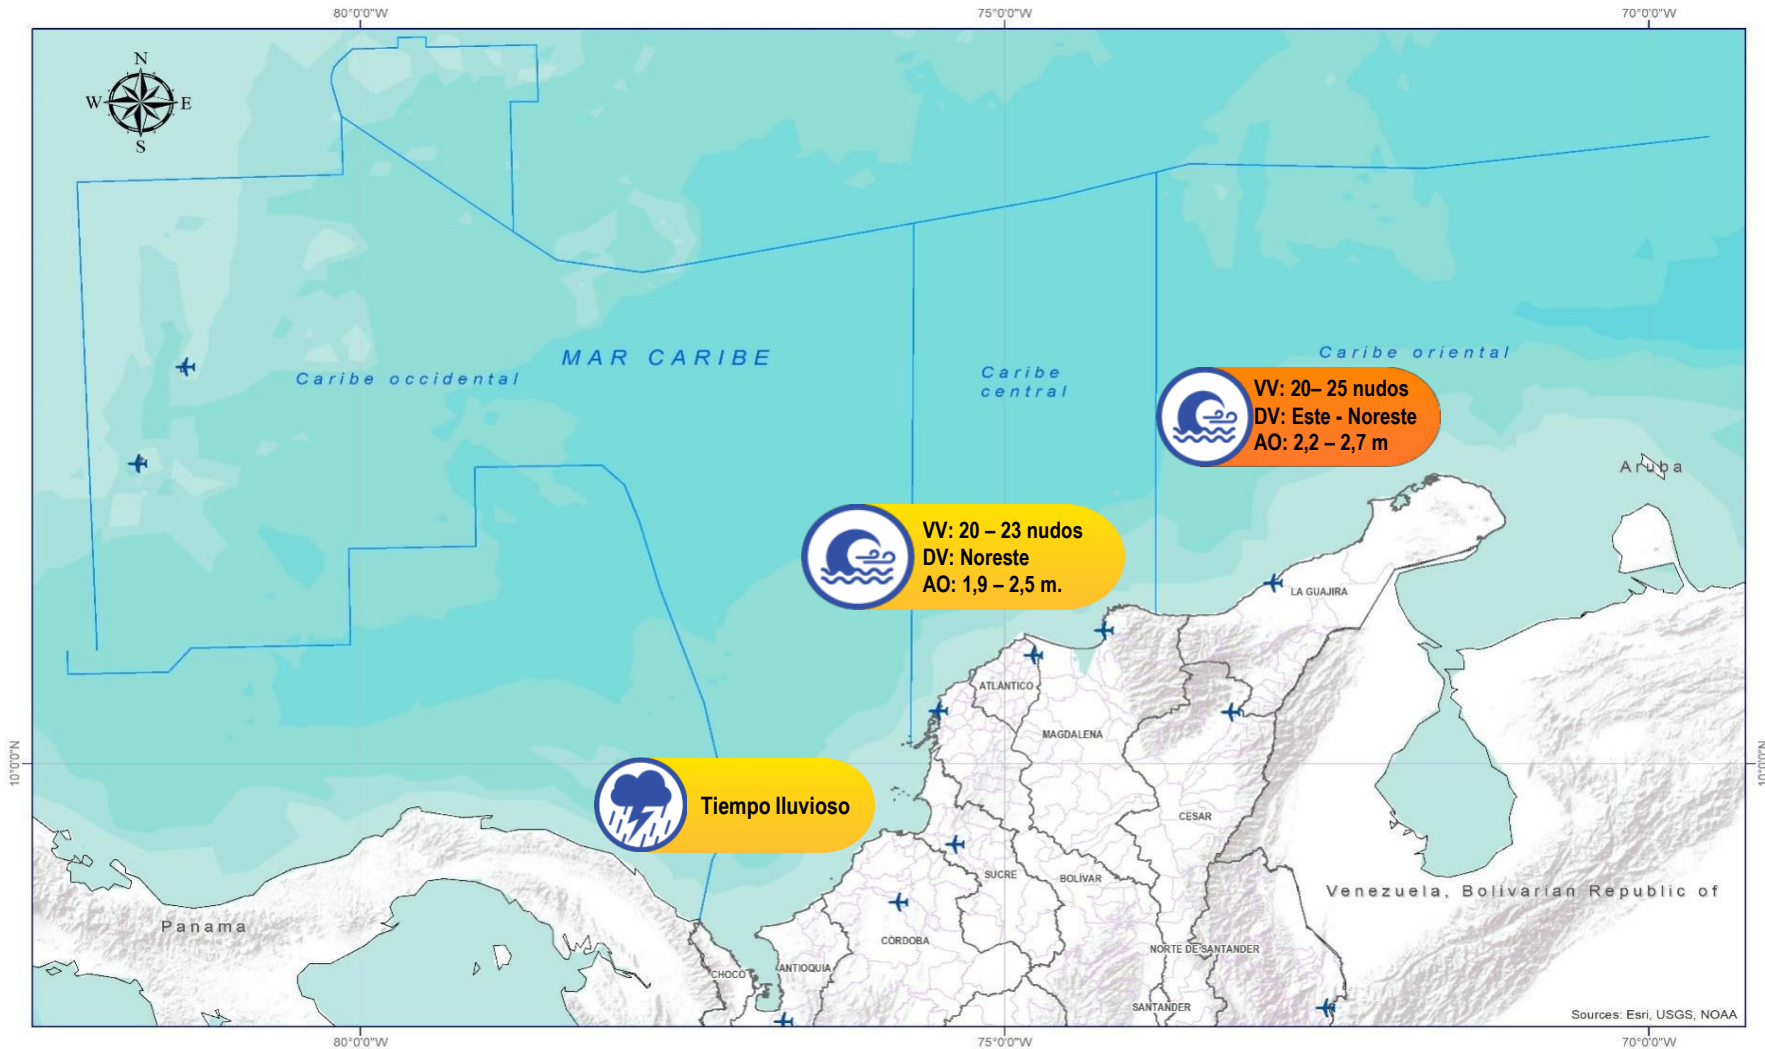 80°0'0"W
75°0'0"W
70°0'0"W
N
W
E
S
MAR CARIBE
Caribe occidental
Caribe
central
Caribe oriental
VV: 20– 25 nudos
DV: Este - Noreste
AO: 2,2 – 2,7 m
Aruba
VV: 20 – 23 nudos
DV: Noreste
AO: 1,9 – 2,5 m.
LA GUAJIRA
ATLANTICO
MAGDALENA
10°0'0"N
10°0'0"N
Tiempo lluvioso
CESAR
SUCRE
BOLÍVAR
Venezuela, Bolivarian Republic of
Panama
CÓRDOBA
NORTE DE SANTANDER
CHOCO
ANTIOQUIA
SANTANDER
Sources: Esri, USGS, NOAA
80°0'0"W
75°0'0"W
70°0'0"W